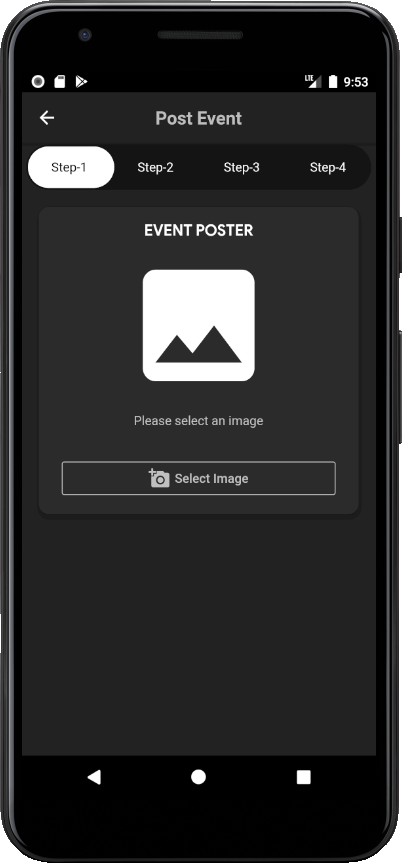 LTE 9:53
Post Event
Step-1 Step-2 Step-3 Step-4
EVENT POSTER
Please select an image
Select Image